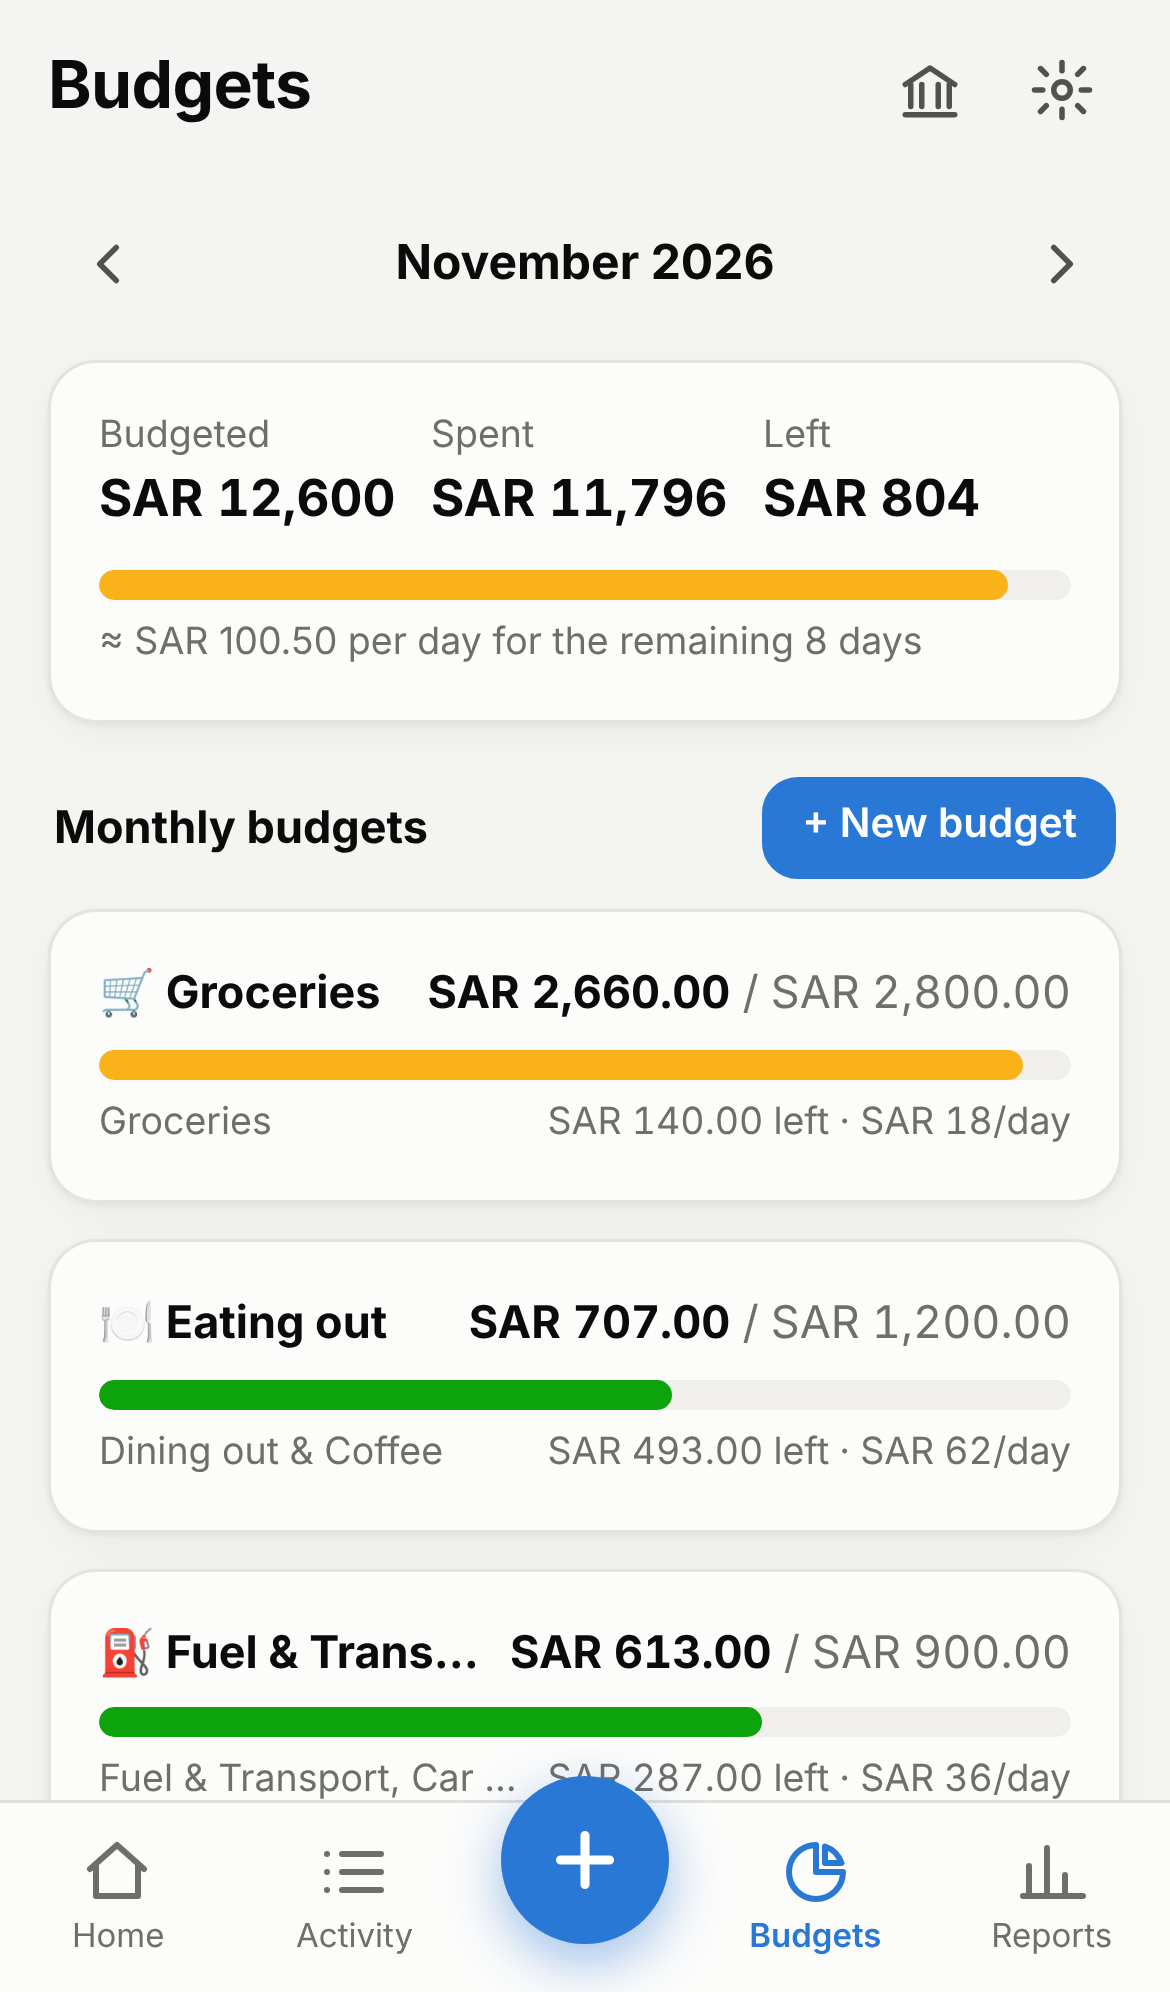 Budgets
November 2026
Budgeted Spent Left
SAR 12,600 SAR 11,796 SAR 804
≈ SAR 100.50 per day for the remaining 8 days
Monthly budgets + New budget
Groceries SAR 2,660.00 / SAR 2,800.00
Groceries SAR 140.00 left · SAR 18/day
Eating out SAR 707.00 / SAR 1,200.00
Dining out & Coffee SAR 493.00 left · SAR 62/day
Fuel & Trans... SAR 613.00 / SAR 900.00
Fuel & Transport, Car ... SAR 287.00 left · SAR 36/day
Home Activity Budgets Reports